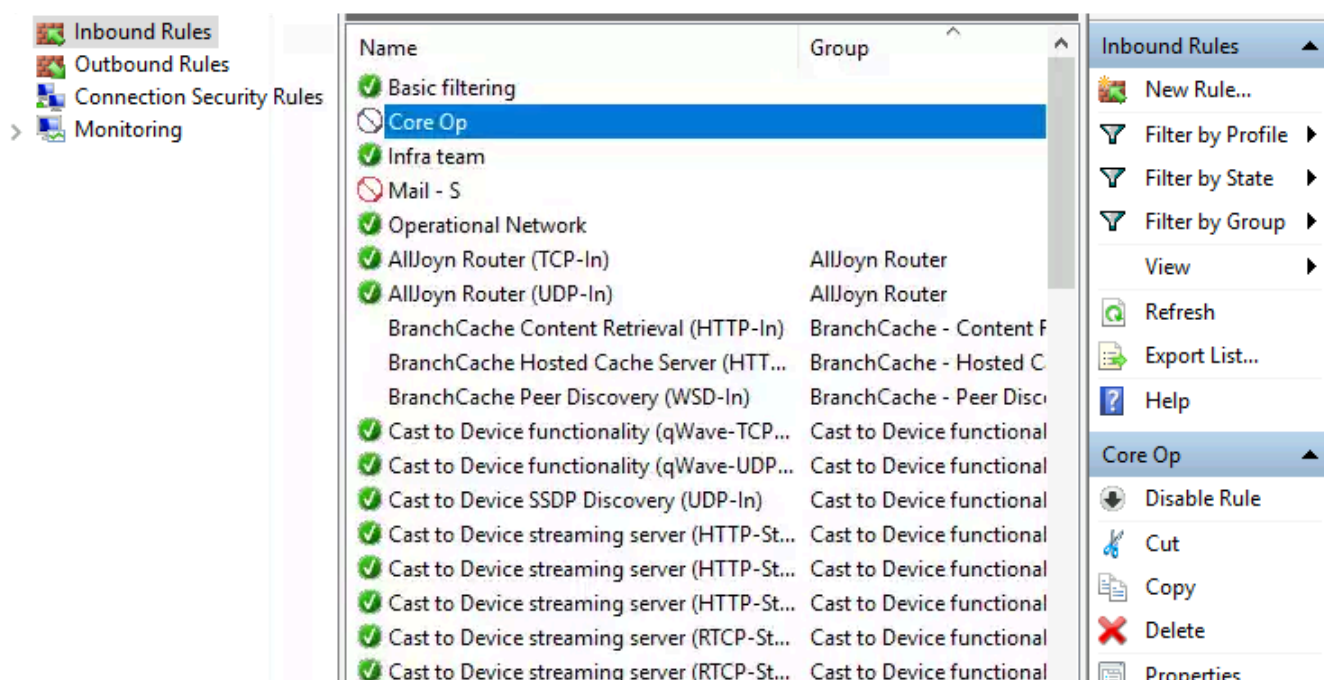 Inbound Rules
Outbound Rules
Connection Security Rules
Monitoring
Name Group
Basic filtering
Core Op
Infra team
Mail - S
Operational Network
AllJoyn Router (TCP-In) AllJoyn Router
AllJoyn Router (UDP-In) AllJoyn Router
BranchCache Content Retrieval (HTTP-In) BranchCache - Content
BranchCache Hosted Cache Server (HTT... BranchCache - Hosted
BranchCache Peer Discovery (WSD-In) BranchCache - Peer
Cast to Device functionality (qWave-TCP... Cast to Device functional
Cast to Device functionality (qWave-UDP... Cast to Device functional
Cast to Device SSDP Discovery (UDP-In) Cast to Device functional
Cast to Device streaming server (HTTP-St... Cast to Device functional
Cast to Device streaming server (HTTP-St... Cast to Device functional
Cast to Device streaming server (HTTP-St... Cast to Device functional
Cast to Device streaming server (RTCP-St... Cast to Device functional
Cast to Device streaming server (RTCP-St... Cast to Device functional
Inbound Rules
New Rule...
Filter by Profile
Filter by State
Filter by Group
View
Refresh
Export List...
Help
Core Op
Disable Rule
Cut
Copy
Delete
Properties